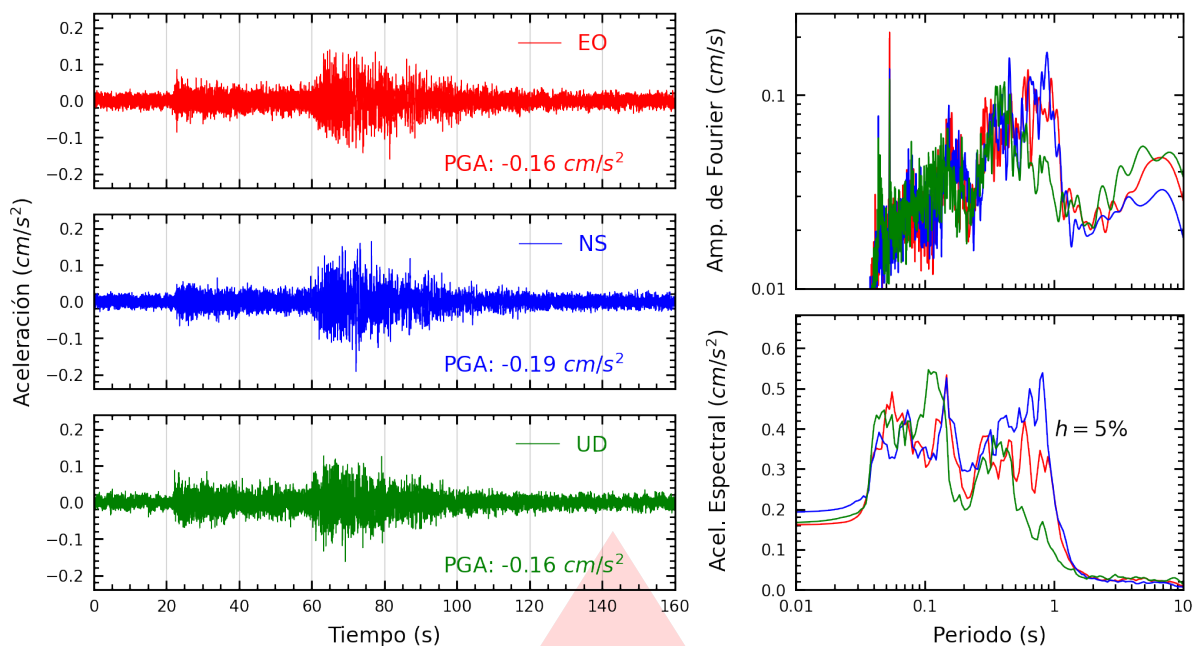 Aceleración (cm/s²)
0.2
0.1
0.0
−0.1
−0.2
EO
PGA: -0.16 cm/s²
0.2
0.1
0.0
−0.1
−0.2
NS
PGA: -0.19 cm/s²
0.2
0.1
0.0
−0.1
−0.2
UD
PGA: -0.16 cm/s²
0 20 40 60 80 100 120 140 160
Tiempo (s)
Amp. de Fourier (cm/s)
0.1
0.01
Acel. Espectral (cm/s²)
0.6
0.5
0.4
0.3
0.2
0.1
0.0
h = 5%
0.01 0.1 1 10
Periodo (s)